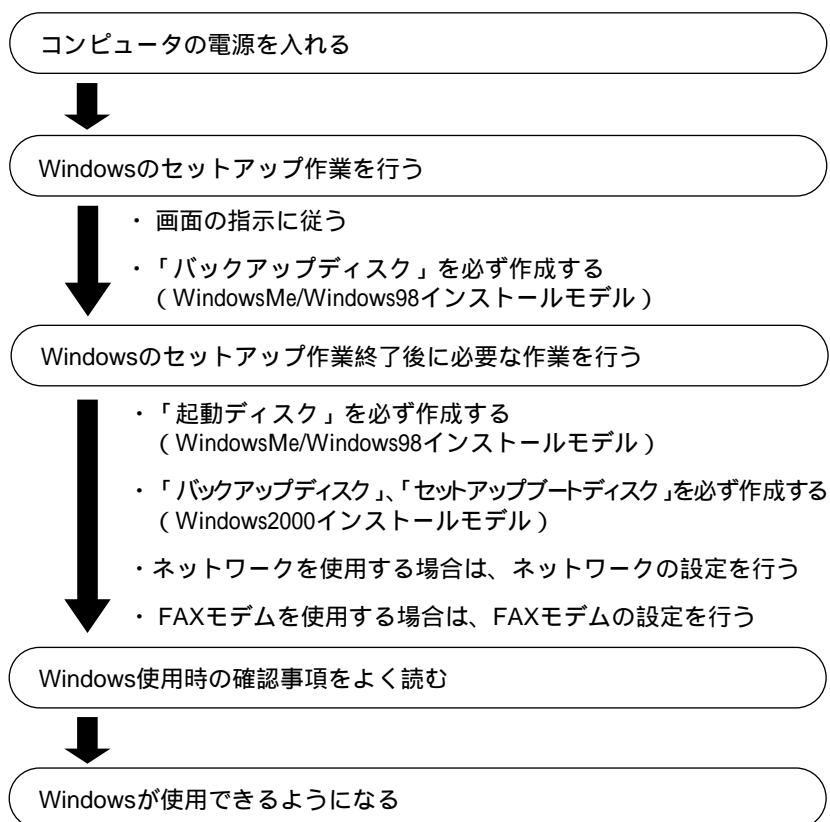 コンピュータの電源を入れる
Windowsのセットアップ作業を行う
・ 画面の指示に従う
・「バックアップディスク」を必ず作成する
(WindowsMe/Windows98インストールモデル)
Windowsのセットアップ作業終了後に必要な作業を行う
・「起動ディスク」を必ず作成する
(WindowsMe/Windows98インストールモデル)
・「バックアップディスク」、「セットアップブートディスク」を必ず作成する
(Windows2000インストールモデル)
・ネットワークを使用する場合は、ネットワークの設定を行う
・ FAXモデムを使用する場合は、FAXモデムの設定を行う
Windows使用時の確認事項をよく読む
Windowsが使用できるようになる